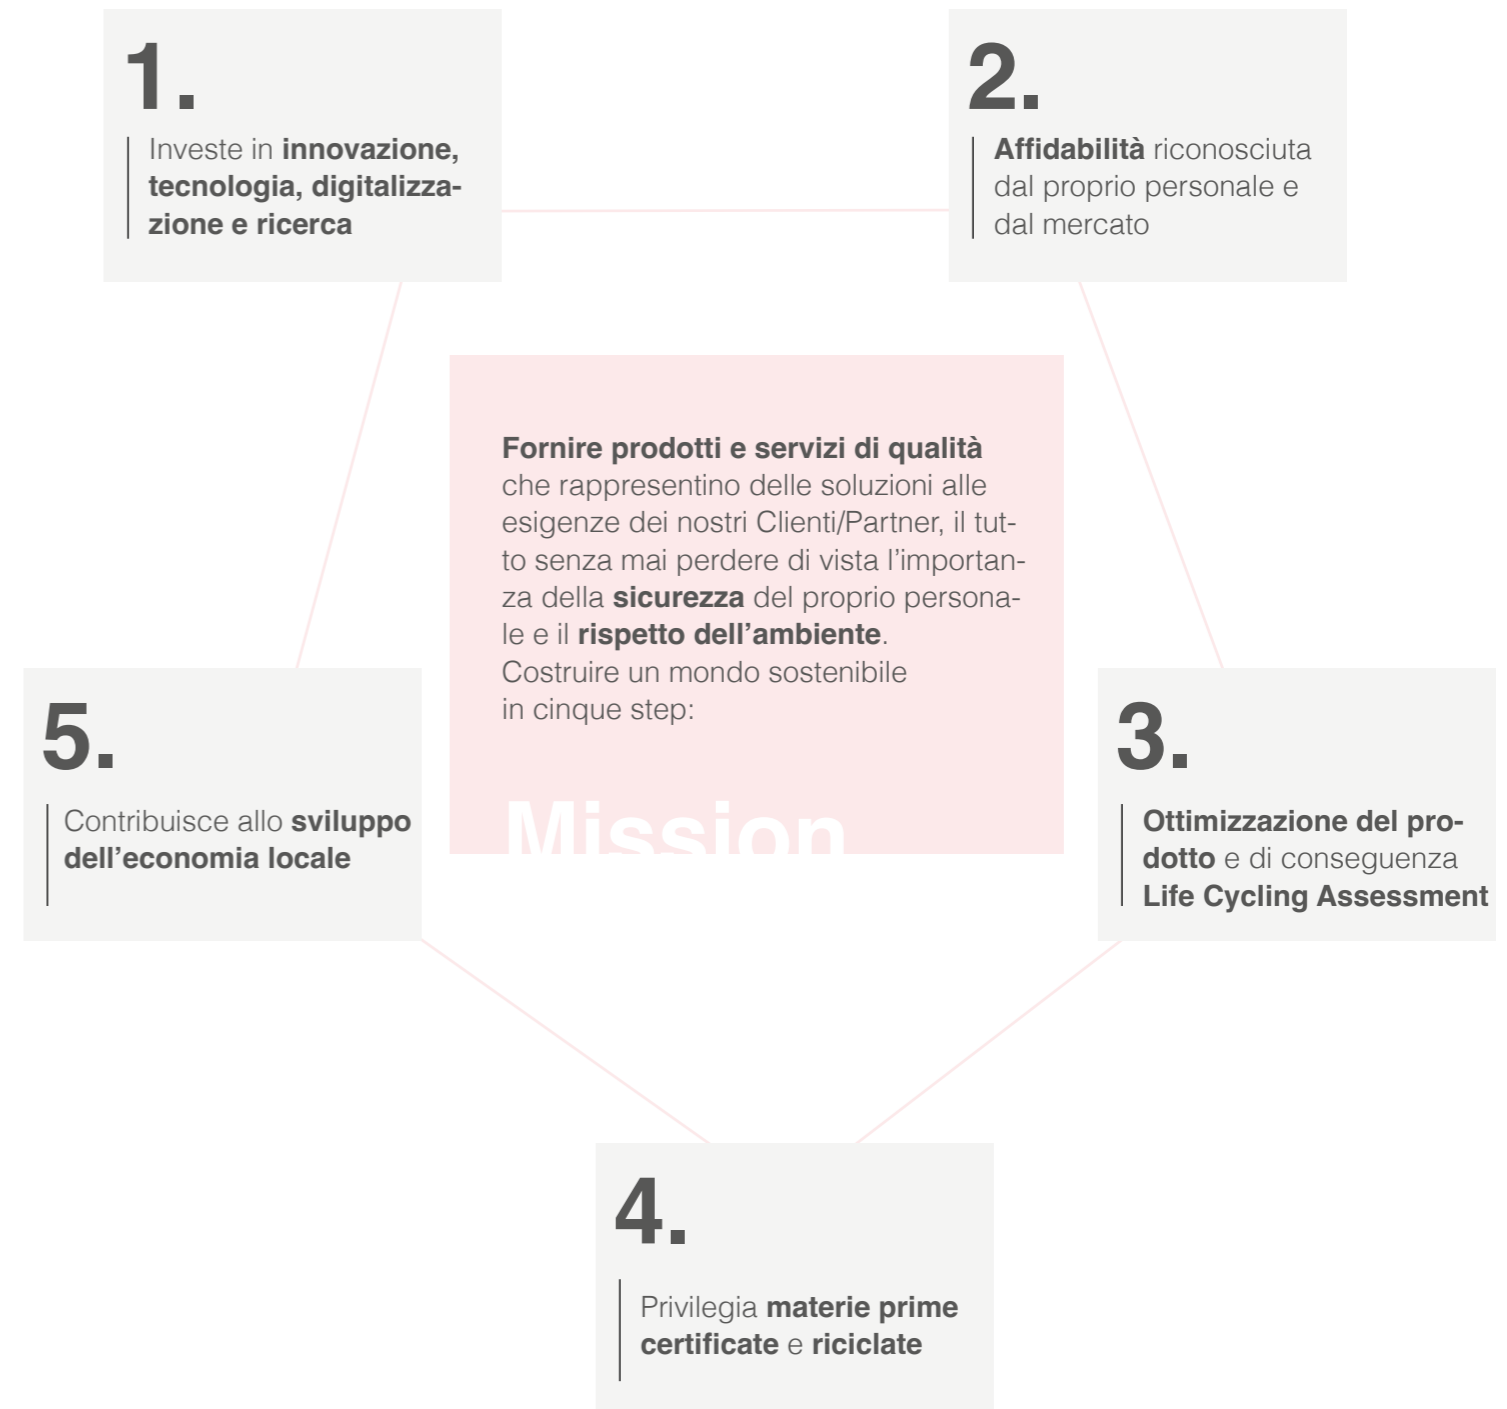 1.
Investe in innovazione,
tecnologia, digitalizza-
zione e ricerca
2.
Affidabilità riconosciuta
dal proprio personale e
dal mercato
Fornire prodotti e servizi di qualità
che rappresentino delle soluzioni alle
esigenze dei nostri Clienti/Partner, il tut-
to senza mai perdere di vista l’importan-
za della sicurezza del proprio persona-
le e il rispetto dell’ambiente.
Costruire un mondo sostenibile
in cinque step:
Mission
3.
Ottimizzazione del pro-
dotto e di conseguenza
Life Cycling Assessment
4.
Privilegia materie prime
certificate e riciclate
5.
Contribuisce allo sviluppo
dell’economia locale